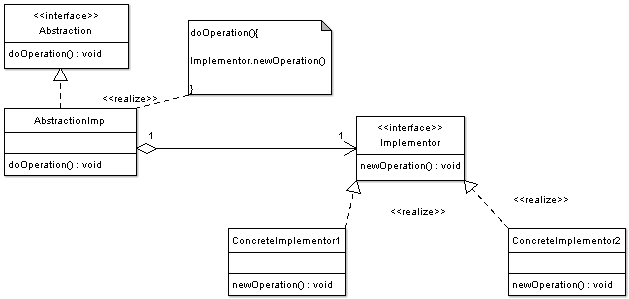 <<interface>>
Abstraction
doOperation() : void
doOperation(){
Implementor.newOperation()
}
<<realize>>
AbstractionImp
doOperation() : void
1
1
<<interface>>
Implementor
newOperation() : void
<<realize>>
<<realize>>
ConcreteImplementor1
newOperation() : void
ConcreteImplementor2
newOperation() : void